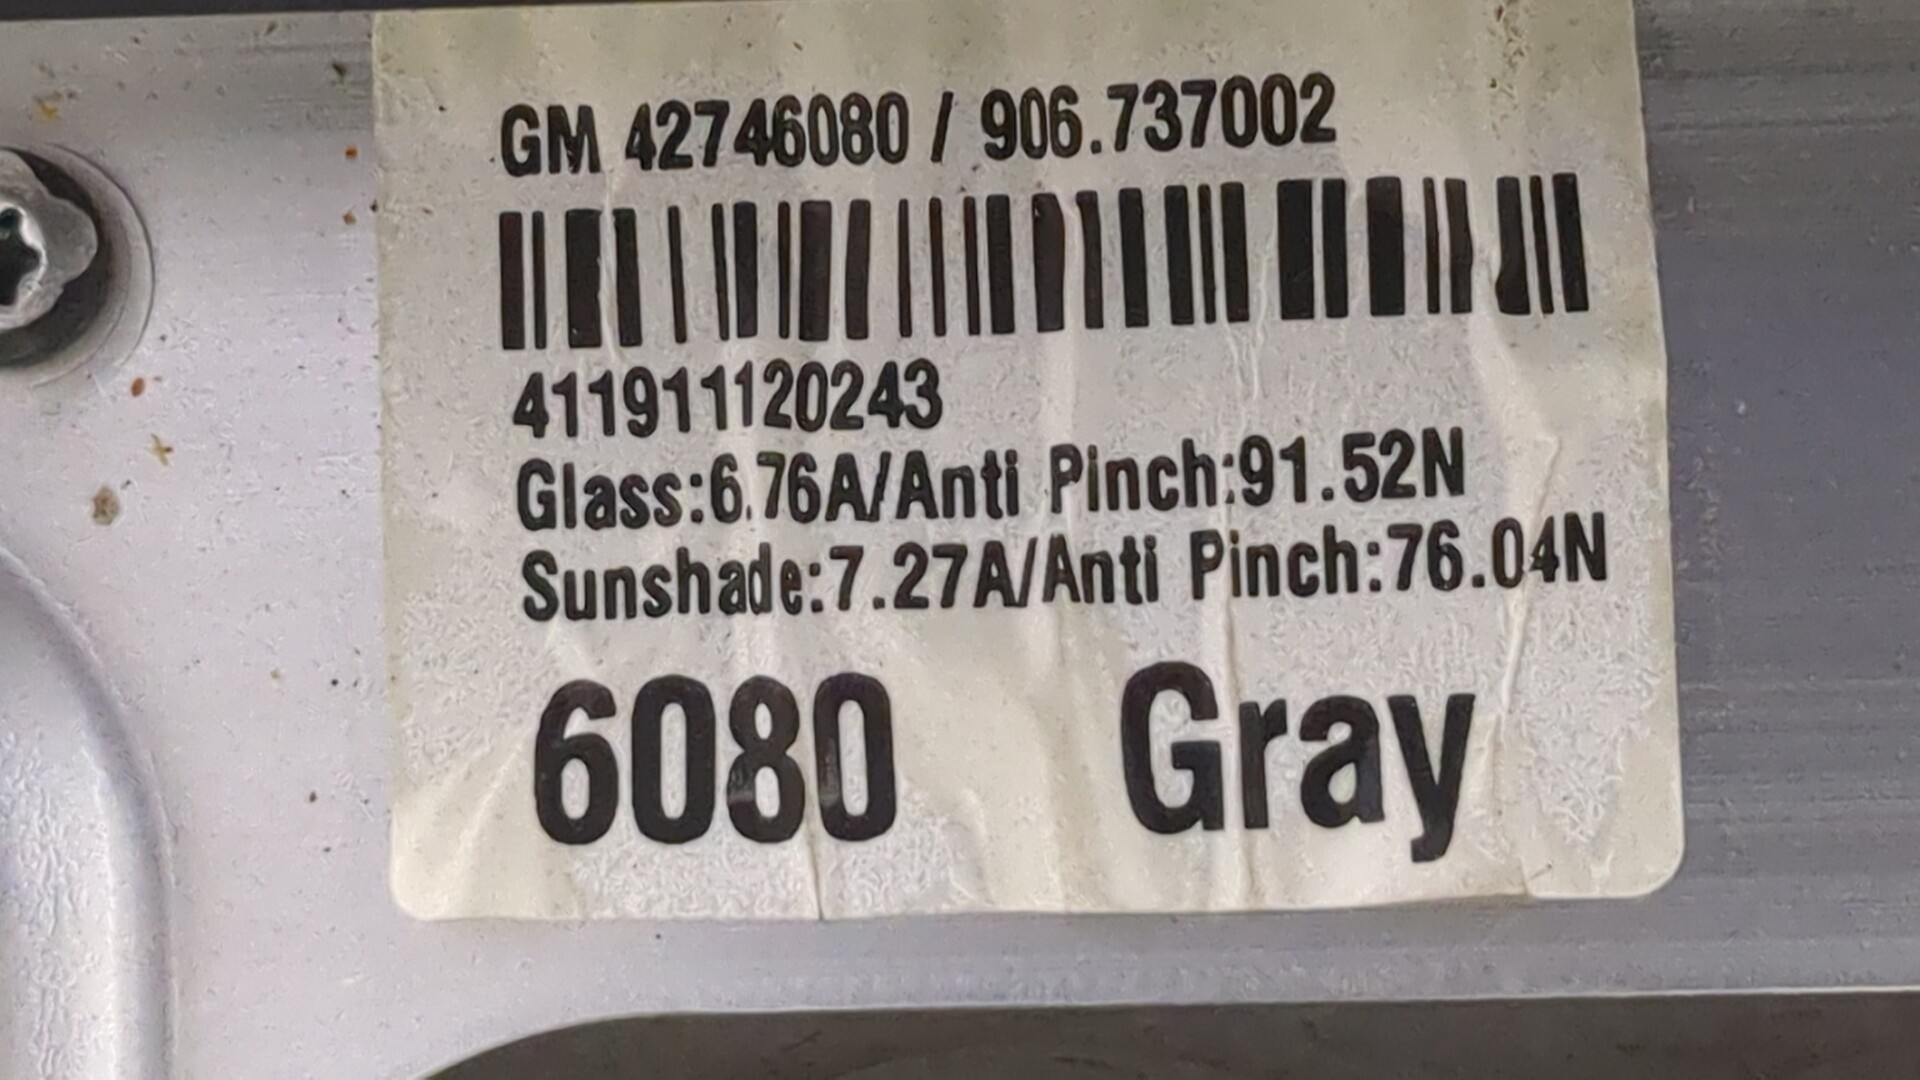 GM 42746080 / 906.737002
411911120243
Glass:6.76A/Anti Pinch:91.52N
Sunshade:7.27A/Anti Pinch:76.04N
6080 Gray